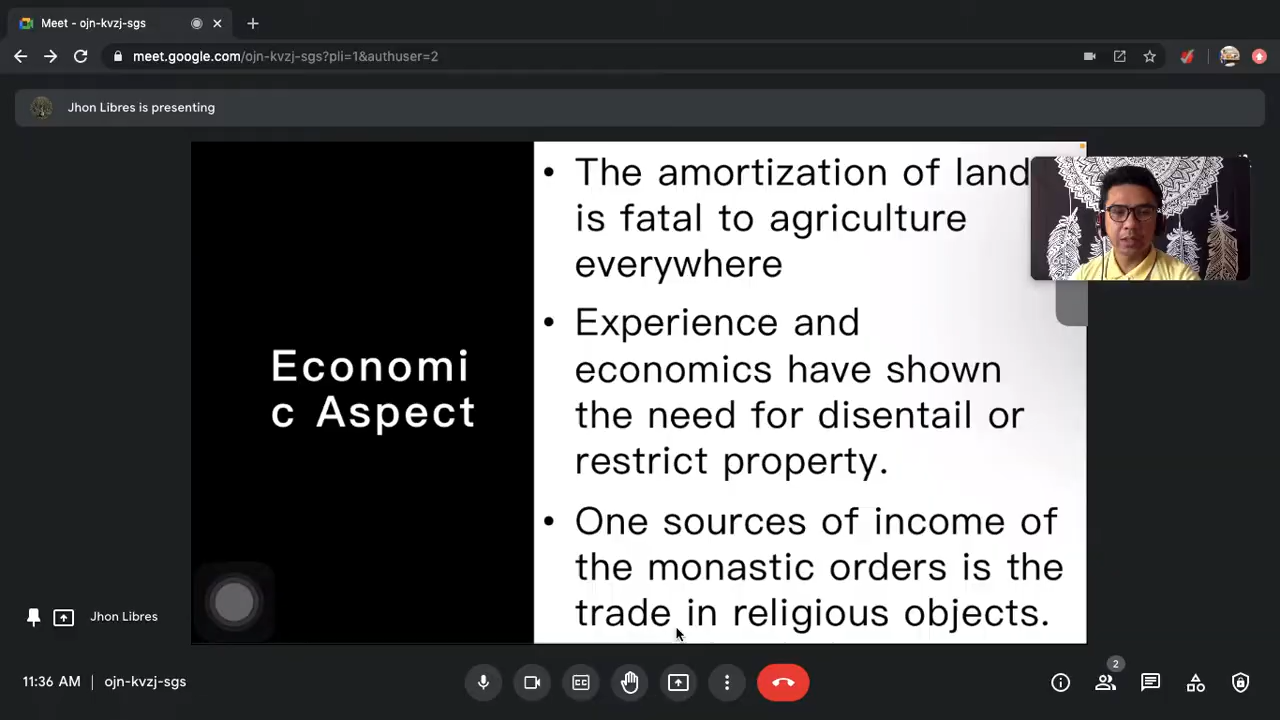 Meet - ojn-kvzj-sgs
meet.google.com/ojn-kvzj-sgs?pli=1&authuser=2
Jhon Libres is presenting
Economi
c Aspect
• The amortization of land
is fatal to agriculture
everywhere
• Experience and
economics have shown
the need for disentail or
restrict property.
• One sources of income of
the monastic orders is the
trade in religious objects.
Jhon Libres
11:36 AM | ojn-kvzj-sgs
CC
2